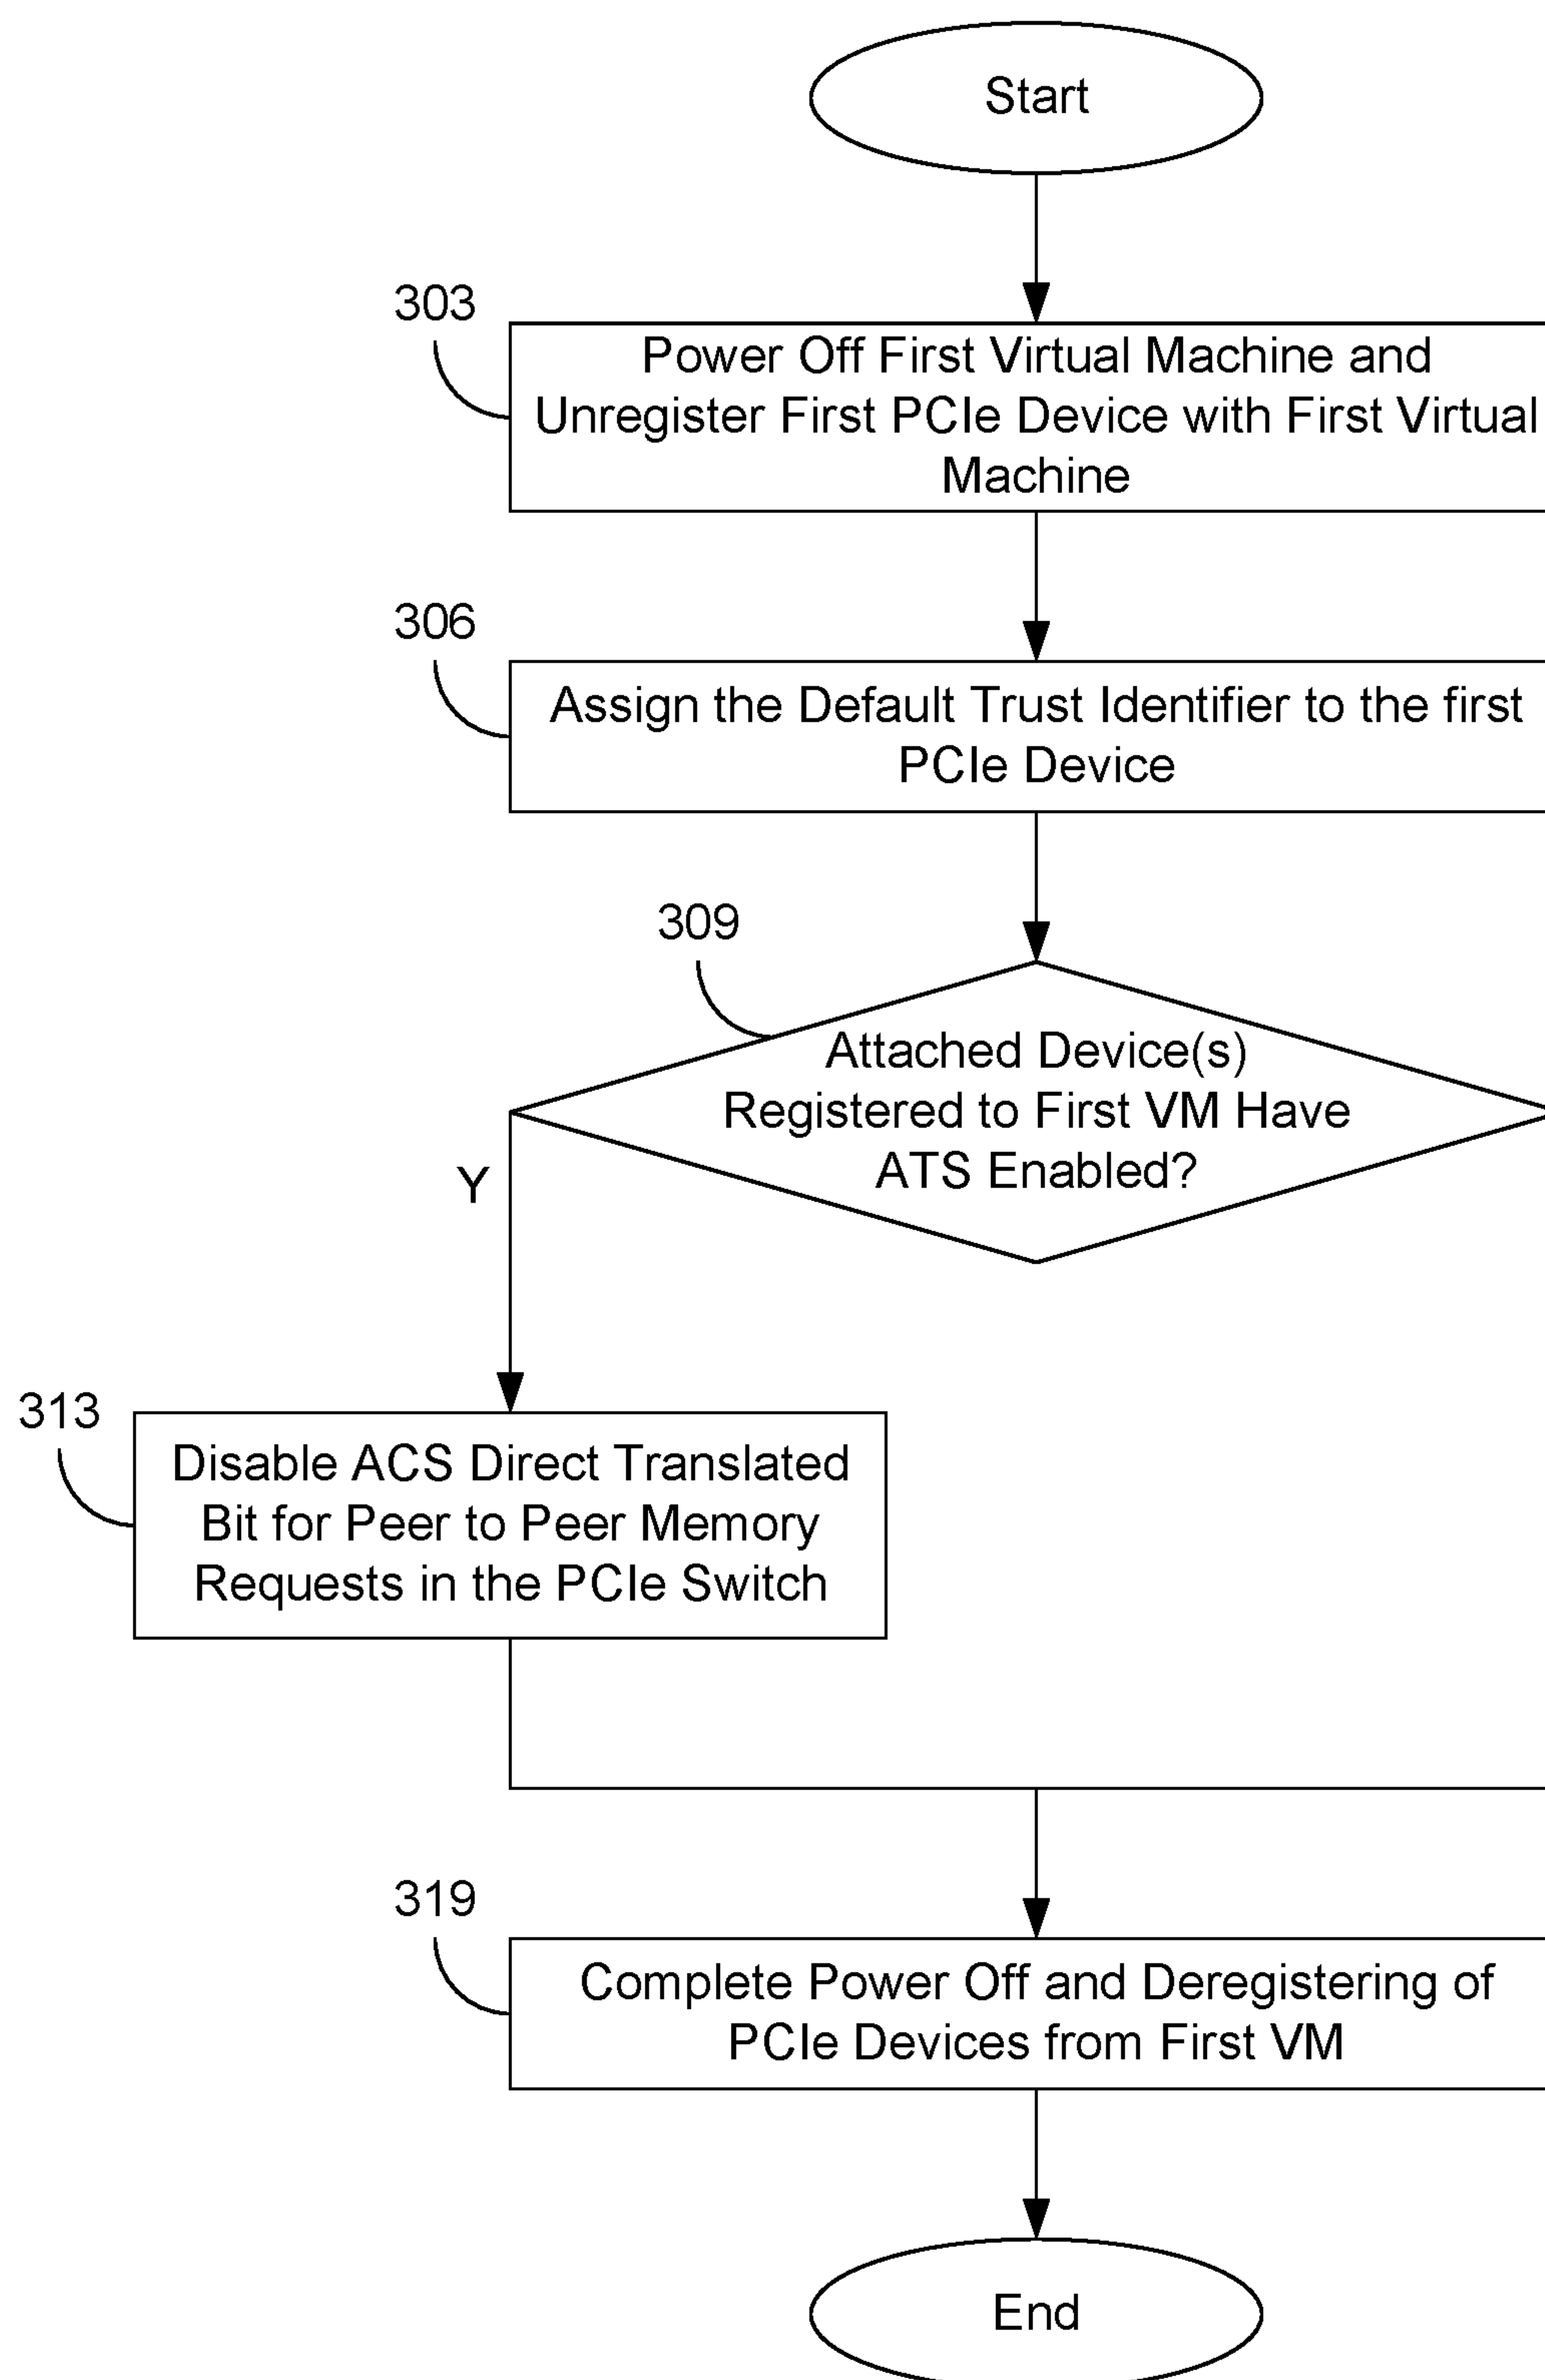 Start
303
Power Off First Virtual Machine and
Unregister First PCIe Device with First Virtual
Machine
306
Assign the Default Trust Identifier to the first
PCIe Device
309
Attached Device(s)
Registered to First VM Have
ATS Enabled?
Y
313
Disable ACS Direct Translated
Bit for Peer to Peer Memory
Requests in the PCIe Switch
319
Complete Power Off and Deregistering of
PCIe Devices from First VM
End